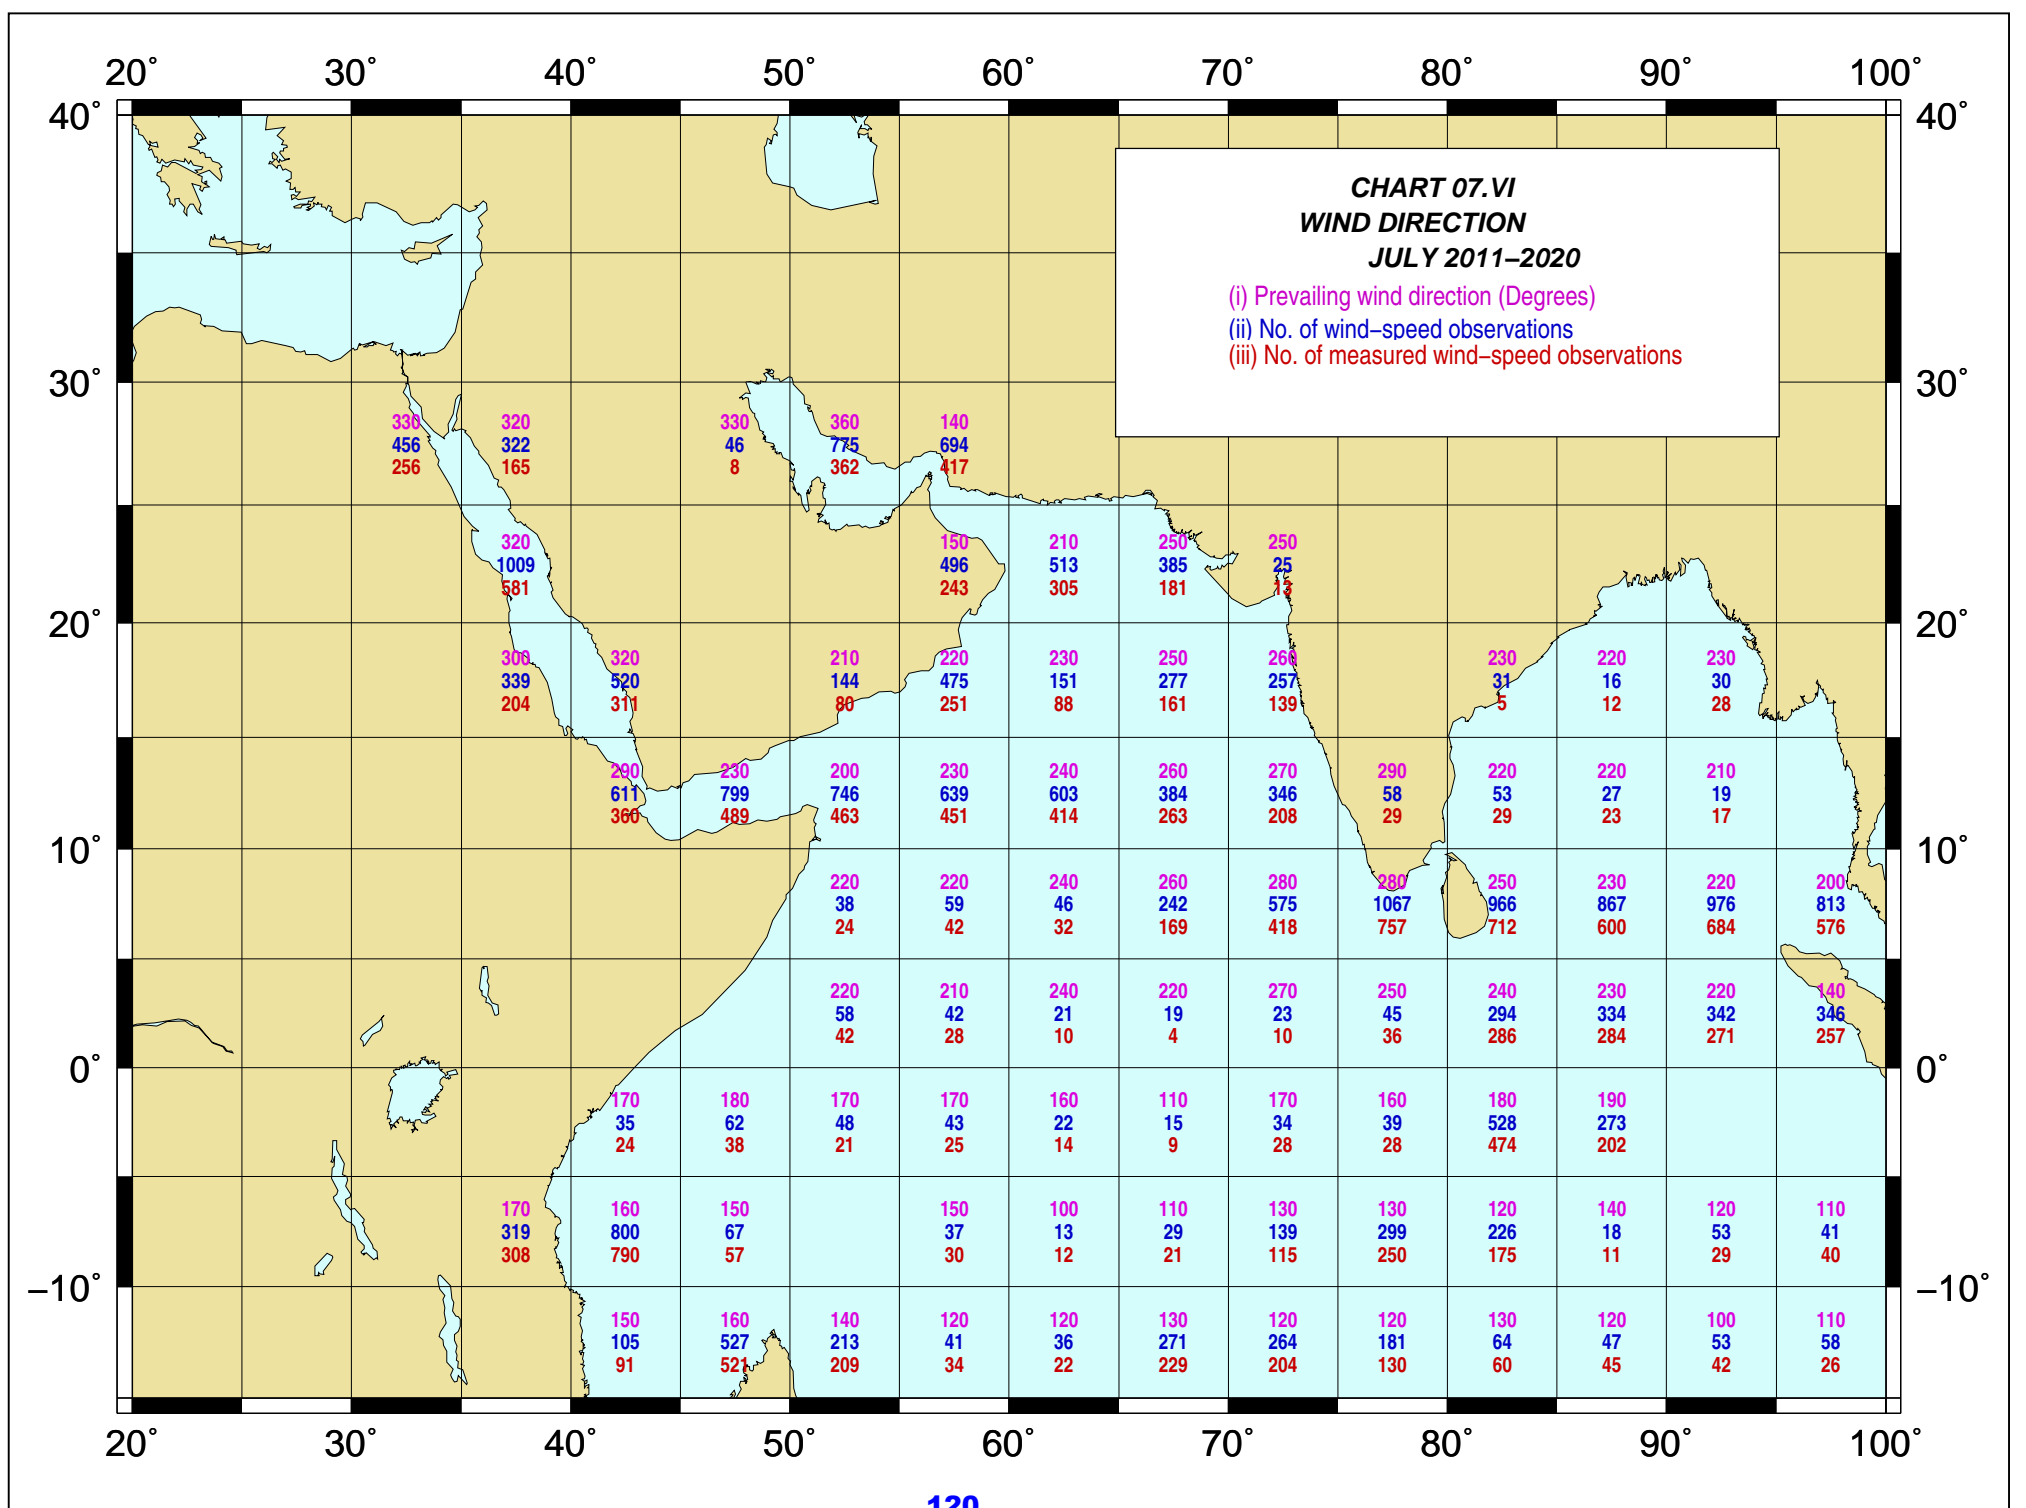 20° 30° 40° 50° 60° 70° 80° 90° 100°
40° 40°
CHART 07.VI
WIND DIRECTION
JULY 2011–2020
(i) Prevailing wind direction (Degrees)
(ii) No. of wind–speed observations
(iii) No. of measured wind–speed observations
30° 30°
330 320 330 360 140
456 322 46 775 694
256 165 8 362 417
320 150 210 250 250
1009 496 513 385 25
581 243 305 181 13
20° 20°
300 320 210 220 230 250 260 230 220 230
339 520 144 475 151 277 257 31 16 30
204 311 80 251 88 161 139 5 12 28
290 230 200 230 240 260 270 290 220 220 210
611 799 746 639 603 384 346 58 53 27 19
360 489 463 451 414 263 208 29 29 23 17
10° 10°
220 220 240 260 280 280 250 230 220 200
38 59 46 242 575 1067 966 867 976 813
24 42 32 169 418 757 712 600 684 576
220 210 240 220 270 250 240 230 220 140
58 42 21 19 23 45 294 334 342 346
42 28 10 4 10 36 286 284 271 257
0° 0°
170 180 170 170 160 110 170 160 180 190
35 62 48 43 22 15 34 39 528 273
24 38 21 25 14 9 28 28 474 202
170 160 150 150 100 110 130 130 120 140 120 110
319 800 67 37 13 29 139 299 226 18 53 41
308 790 57 30 12 21 115 250 175 11 29 40
–10° –10°
150 160 140 120 120 130 120 120 130 120 100 110
105 527 213 41 36 271 264 181 64 47 53 58
91 521 209 34 22 229 204 130 60 45 42 26
20° 30° 40° 50° 60° 70° 80° 90° 100°
120